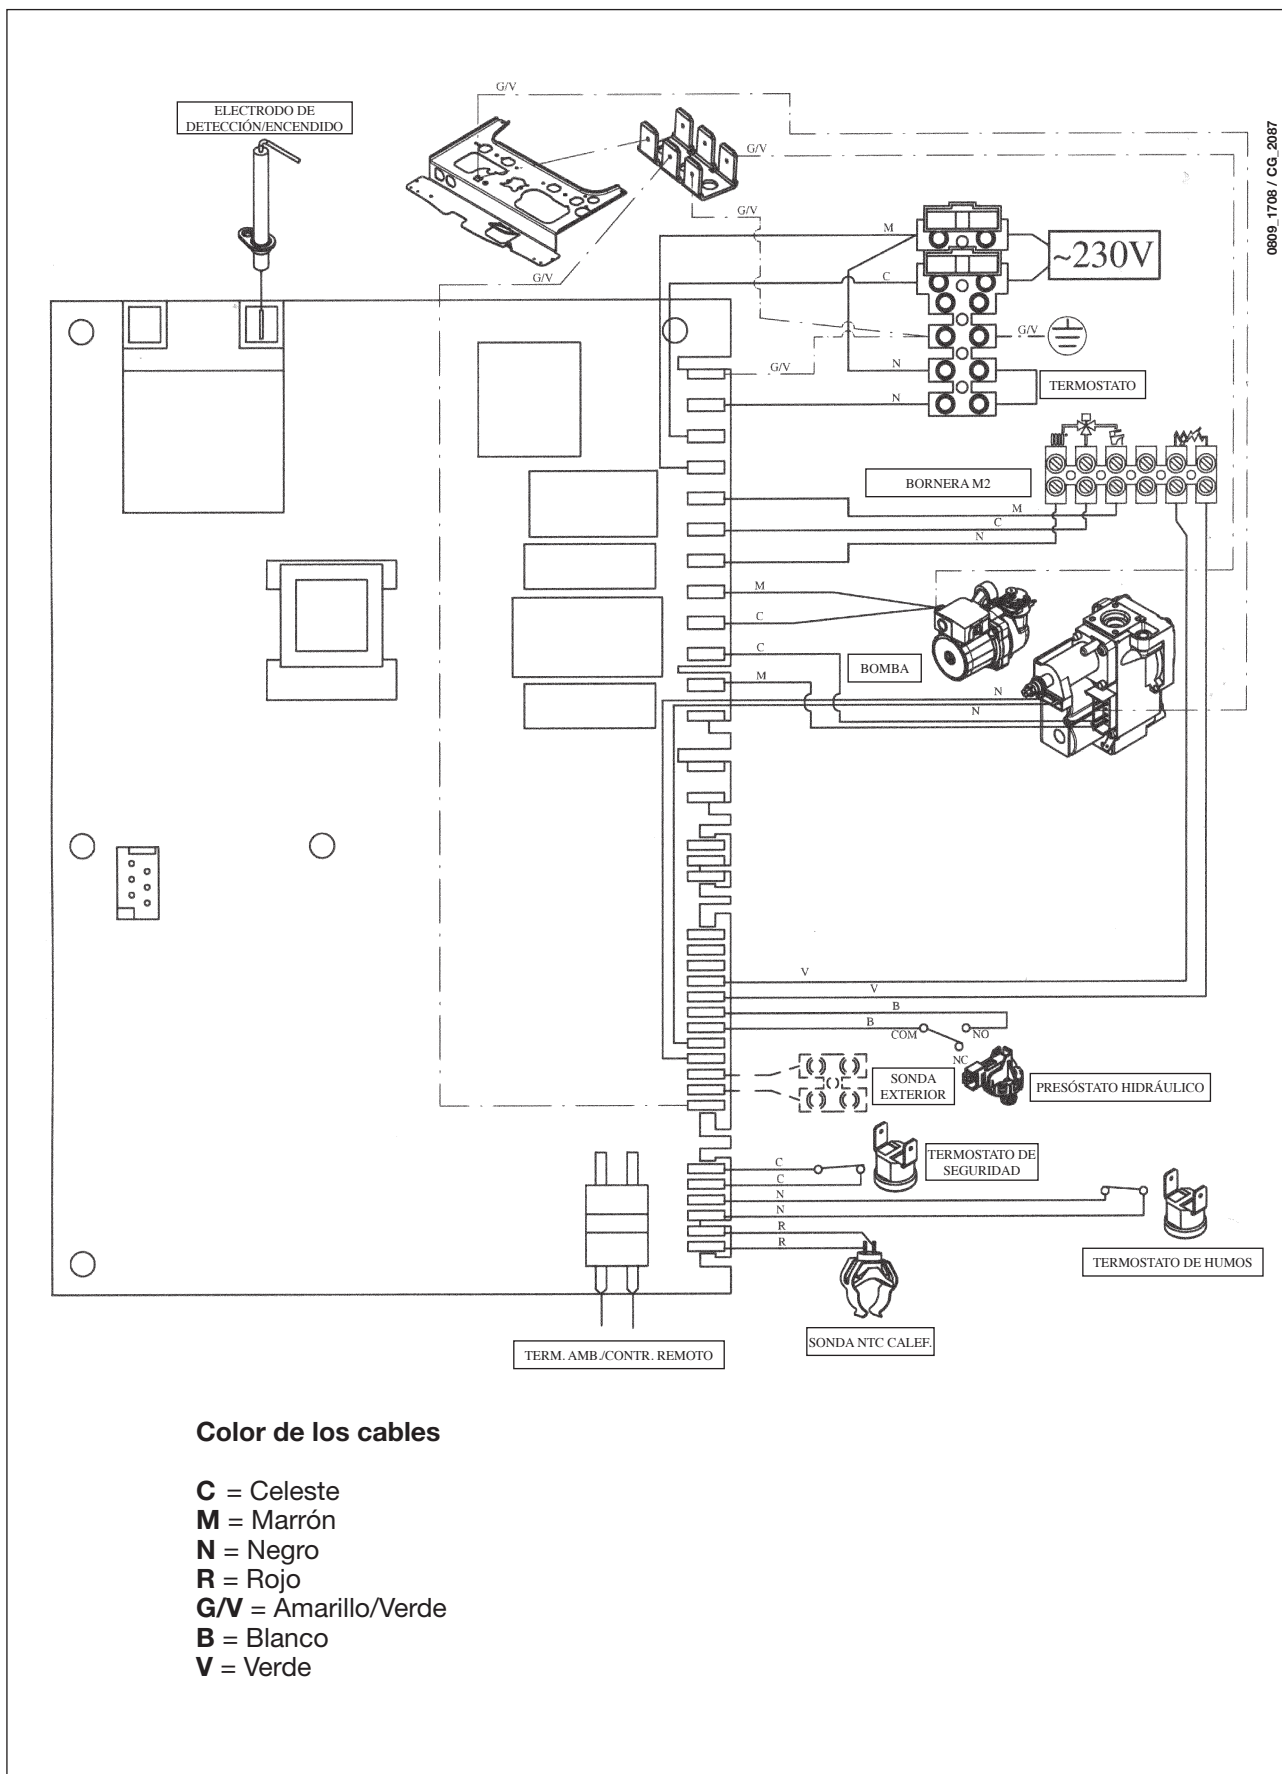 G/V
ELECTRODO DE
DETECCIÓN/ENCENDIDO
0809_1708 / CG_2087
G/V
G/V
G/V
M
~230V
C
G/V
G/V
N
TERMOSTATO
N
BORNERA M2
M
C
N
M
C
BOMBA
C
M
N
N
V
V
B
B
COM
NO
NC
SONDA
EXTERIOR
PRESÓSTATO HIDRÁULICO
TERMOSTATO DE
SEGURIDAD
C
C
N
N
R
R
TERMOSTATO DE HUMOS
SONDA NTC CALEF.
TERM. AMB./CONTR. REMOTO
Color de los cables
C = Celeste
M = Marrón
N = Negro
R = Rojo
G/V = Amarillo/Verde
B = Blanco
V = Verde